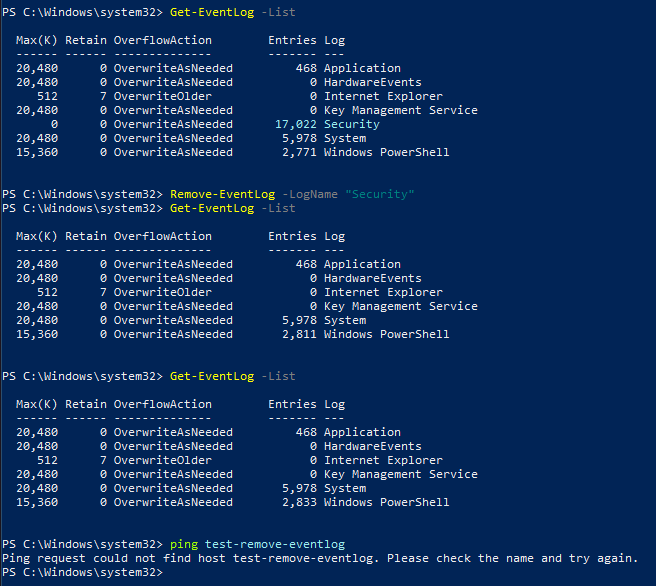 PS C:\Windows\system32> Get-EventLog -List
Max(K) Retain OverflowAction        Entries Log
------ ------ --------------        ------- ---
20,480      0 OverwriteAsNeeded         468 Application
20,480      0 OverwriteAsNeeded           0 HardwareEvents
512      7 OverwriteOlder              0 Internet Explorer
20,480      0 OverwriteAsNeeded           0 Key Management Service
0      0 OverwriteAsNeeded      17,022 Security
20,480      0 OverwriteAsNeeded       5,978 System
15,360      0 OverwriteAsNeeded       2,771 Windows PowerShell
PS C:\Windows\system32> Remove-EventLog -LogName "Security"
PS C:\Windows\system32> Get-EventLog -List
Max(K) Retain OverflowAction        Entries Log
------ ------ --------------        ------- ---
20,480      0 OverwriteAsNeeded         468 Application
20,480      0 OverwriteAsNeeded           0 HardwareEvents
512      7 OverwriteOlder              0 Internet Explorer
20,480      0 OverwriteAsNeeded           0 Key Management Service
20,480      0 OverwriteAsNeeded       5,978 System
15,360      0 OverwriteAsNeeded       2,811 Windows PowerShell
PS C:\Windows\system32> Get-EventLog -List
Max(K) Retain OverflowAction        Entries Log
------ ------ --------------        ------- ---
20,480      0 OverwriteAsNeeded         468 Application
20,480      0 OverwriteAsNeeded           0 HardwareEvents
512      7 OverwriteOlder              0 Internet Explorer
20,480      0 OverwriteAsNeeded           0 Key Management Service
20,480      0 OverwriteAsNeeded       5,978 System
15,360      0 OverwriteAsNeeded       2,833 Windows PowerShell
PS C:\Windows\system32> ping test-remove-eventlog
Ping request could not find host test-remove-eventlog. Please check the name and try again.
PS C:\Windows\system32>